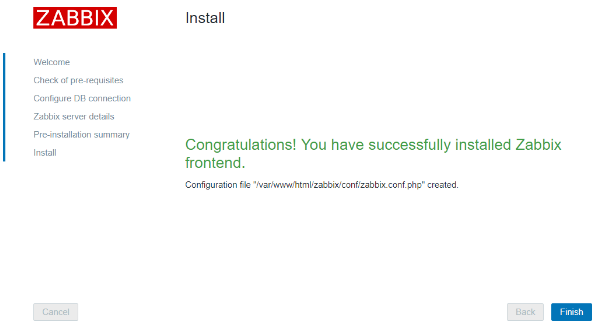 ZABBIX
Install
Welcome
Check of pre-requisites
Configure DB connection
Zabbix server details
Pre-installation summary
Install
Congratulations! You have successfully installed Zabbix
frontend.
Configuration file "/var/www/html/zabbix/conf/zabbix.conf.php" created.
Cancel
Back
Finish